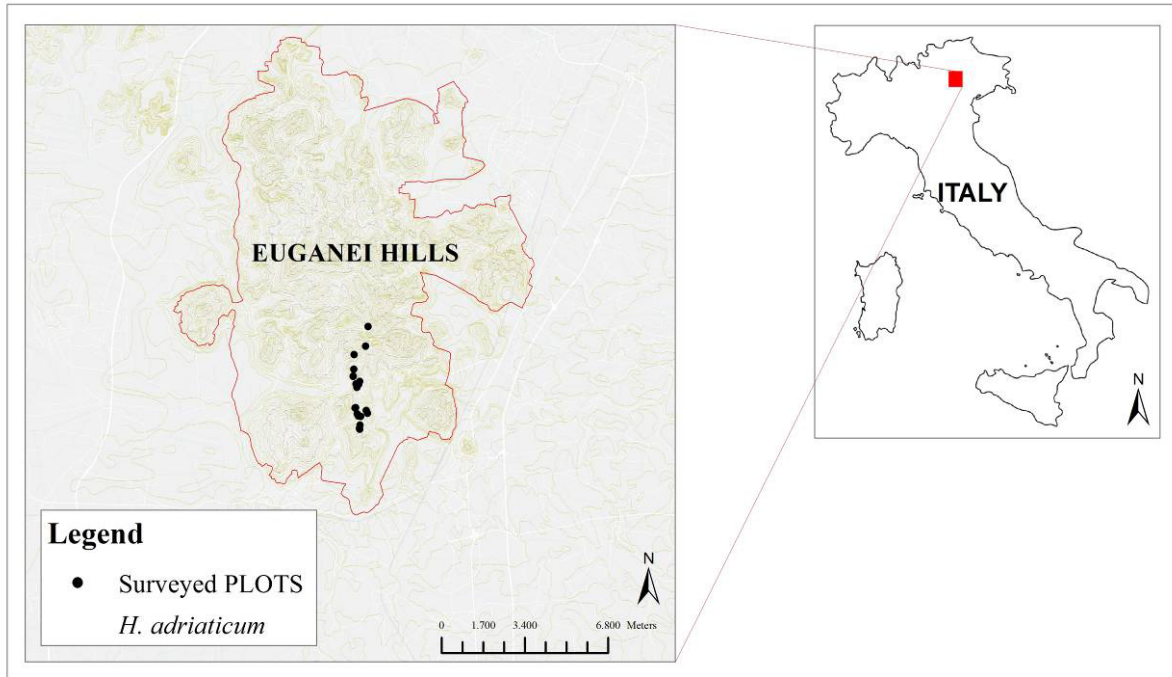 EUGANEI HILLS
Legend
Surveyed PLOTS
H. adriaticum
N
0 1.700 3.400 6.800 Meters
ITALY
N